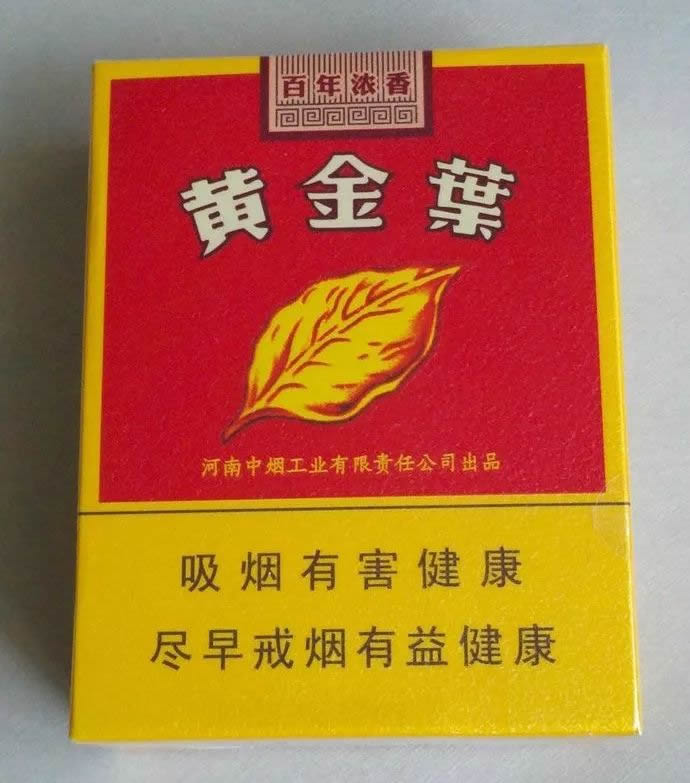 百年浓香
黄金葉
河南中烟工业有限责任公司出品
吸烟有害健康
尽早戒烟有益健康